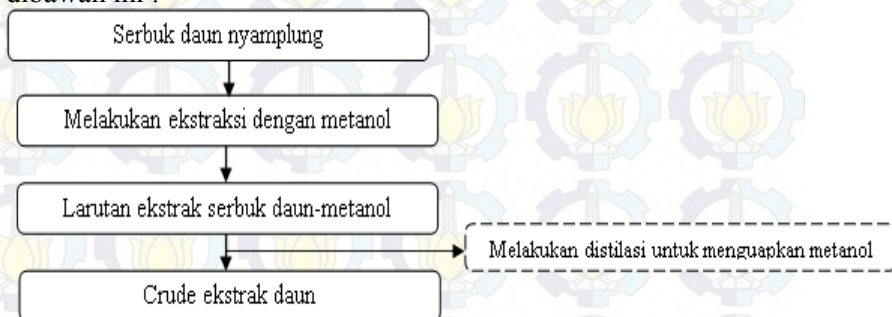 dibawah ini :
Serbuk daun nyamplung
Melakukan ekstraksi dengan metanol
Larutan ekstrak serbuk daun-metanol
Melakukan distilasi untuk menguapkan metanol
Crude ekstrak daun